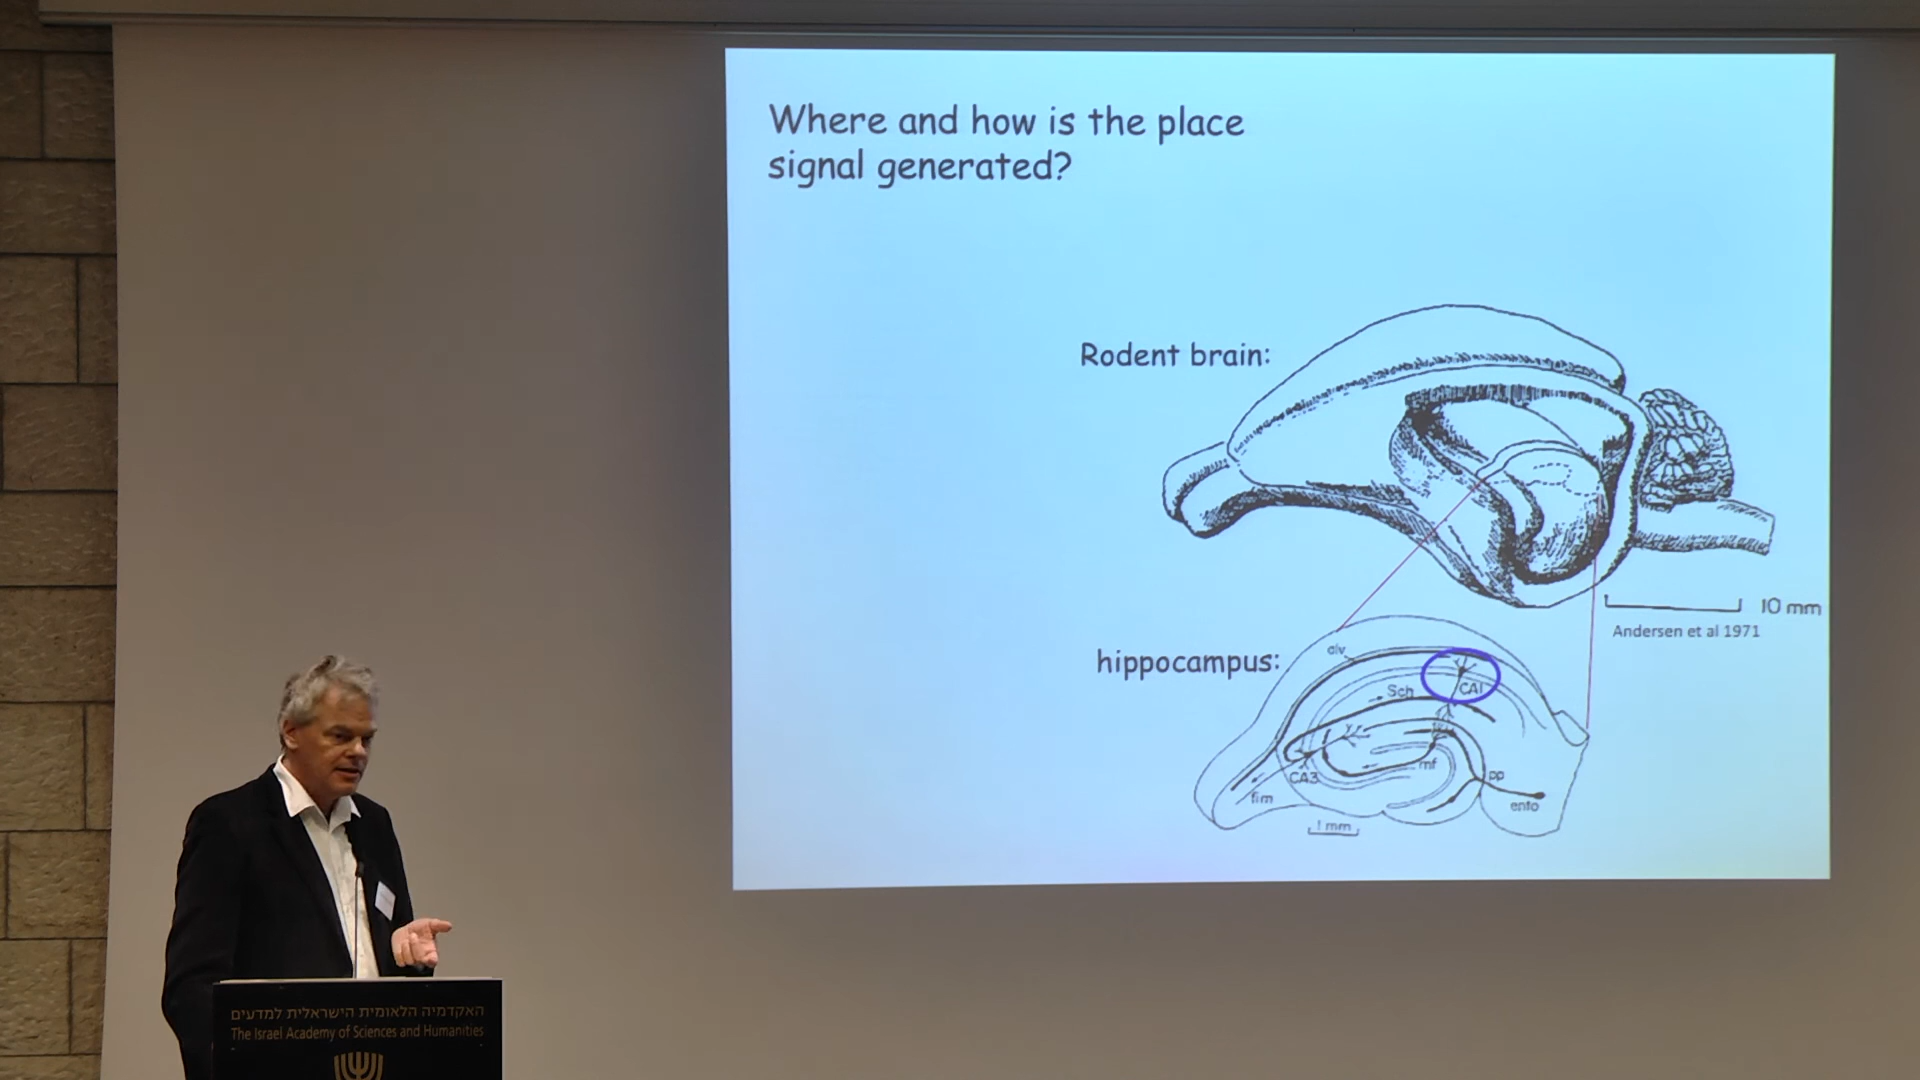 Where and how is the place
signal generated?
Rodent brain:
10 mm
Andersen et al 1971
hippocampus:
alv
Sch
CA1
CA3
mf
pp
fim
ento
1 mm
האקדמיה הלאומית הישראלית למדעים
The Israel Academy of Sciences and Humanities